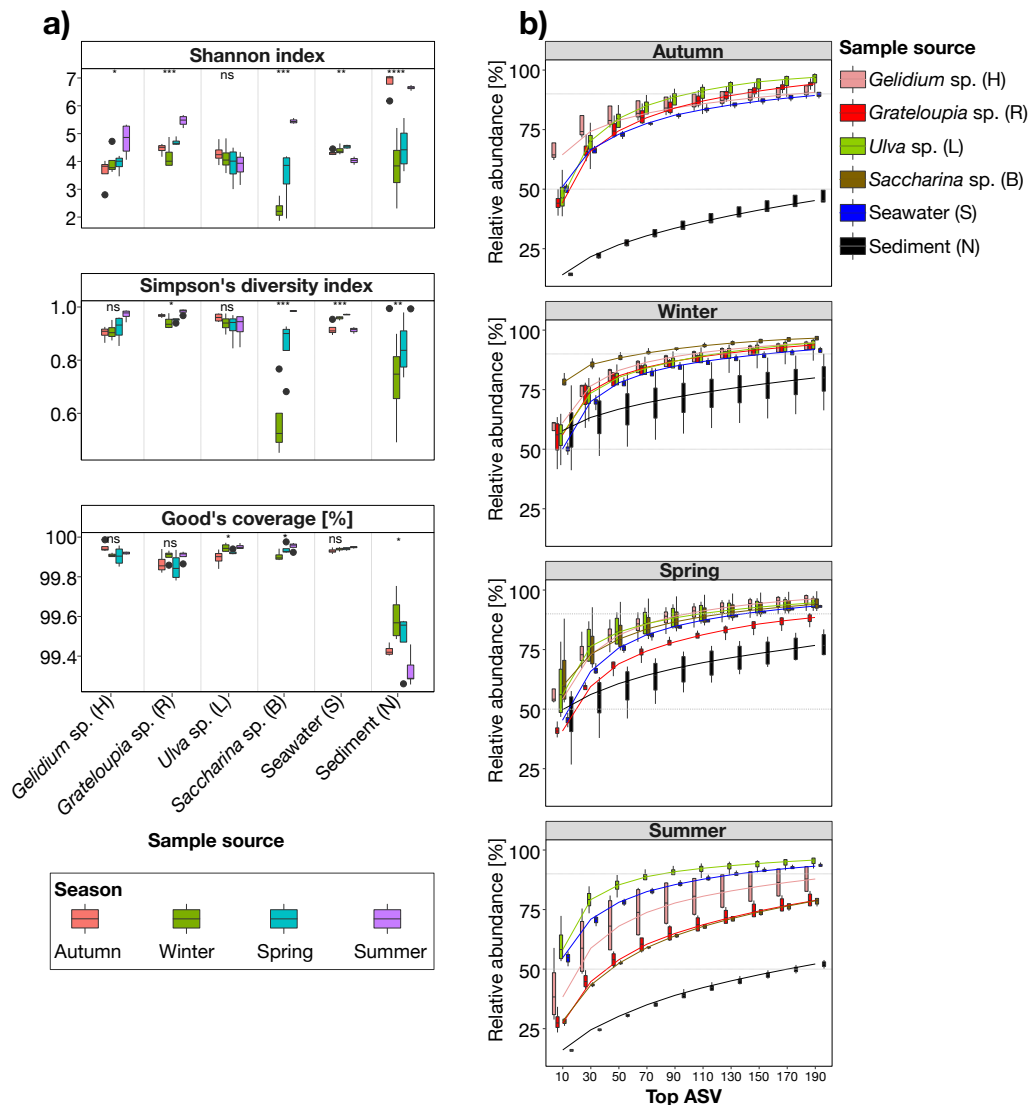 a)
Shannon index
* *** ns *** ** ****
7
6
5
4
3
2
Simpson's diversity index
ns * ns *** *** **
1.0
0.8
0.6
Good's coverage [%]
ns ns * * ns *
100
99.8
99.6
99.4
Gelidium sp. (H)
Grateloupia sp. (R)
Ulva sp. (L)
Saccharina sp. (B)
Seawater (S)
Sediment (N)
Sample source
Season
Autumn Winter Spring Summer
b)
Autumn
Relative abundance [%]
100
75
50
25
Winter
Relative abundance [%]
100
75
50
25
Spring
Relative abundance [%]
100
75
50
25
Summer
Relative abundance [%]
100
75
50
25
10 30 50 70 90 110 130 150 170 190
Top ASV
Sample source
Gelidium sp. (H)
Grateloupia sp. (R)
Ulva sp. (L)
Saccharina sp. (B)
Seawater (S)
Sediment (N)